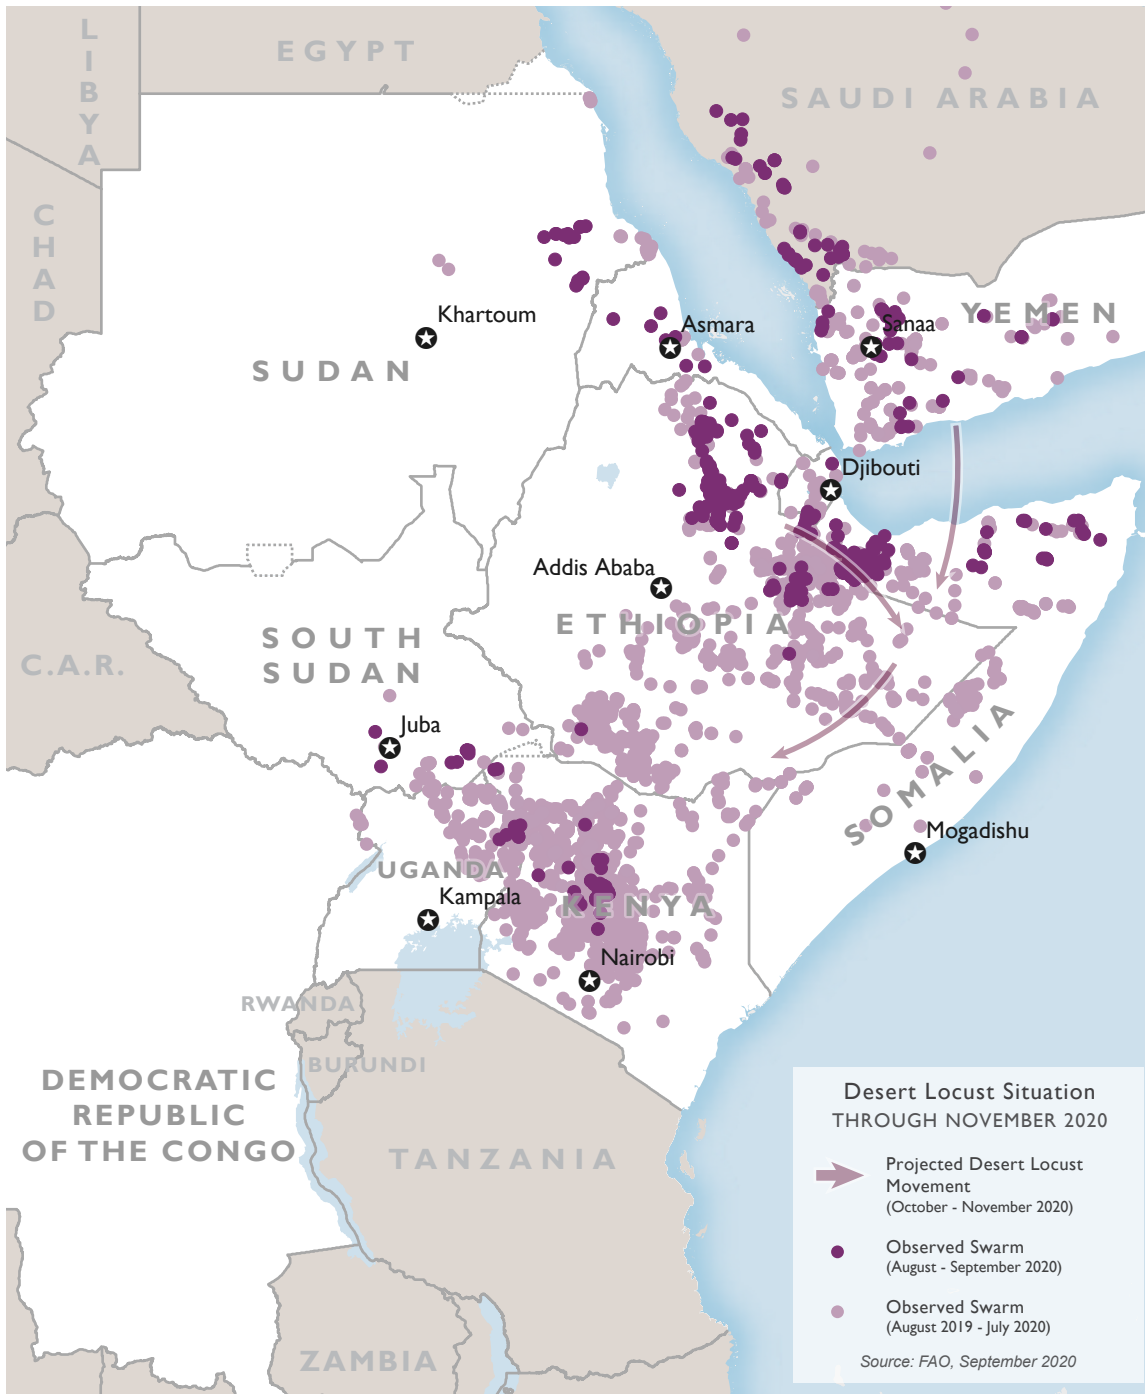 LIBYA
EGYPT
SAUDI ARABIA
CHAD
Khartoum
Asmara
Sanaa
YEMEN
SUDAN
Djibouti
Addis Ababa
ETHIOPIA
SOUTH
SUDAN
C.A.R.
Juba
SOMALIA
Mogadishu
UGANDA
Kampala
KENYA
Nairobi
RWANDA
BURUNDI
DEMOCRATIC
REPUBLIC
OF THE CONGO
TANZANIA
ZAMBIA
Desert Locust Situation
THROUGH NOVEMBER 2020
Projected Desert Locust
Movement
(October - November 2020)
Observed Swarm
(August - September 2020)
Observed Swarm
(August 2019 - July 2020)
Source: FAO, September 2020